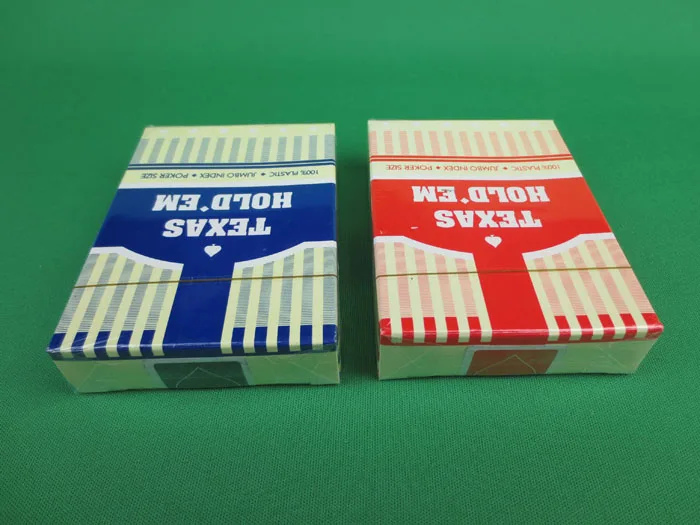 TEXAS
HOLD'EM
100% PLASTIC ♦ JUMBO INDEX ♦ POKER SIZE
TEXAS
HOLD'EM
100% PLASTIC ♦ JUMBO INDEX ♦ POKER SIZE